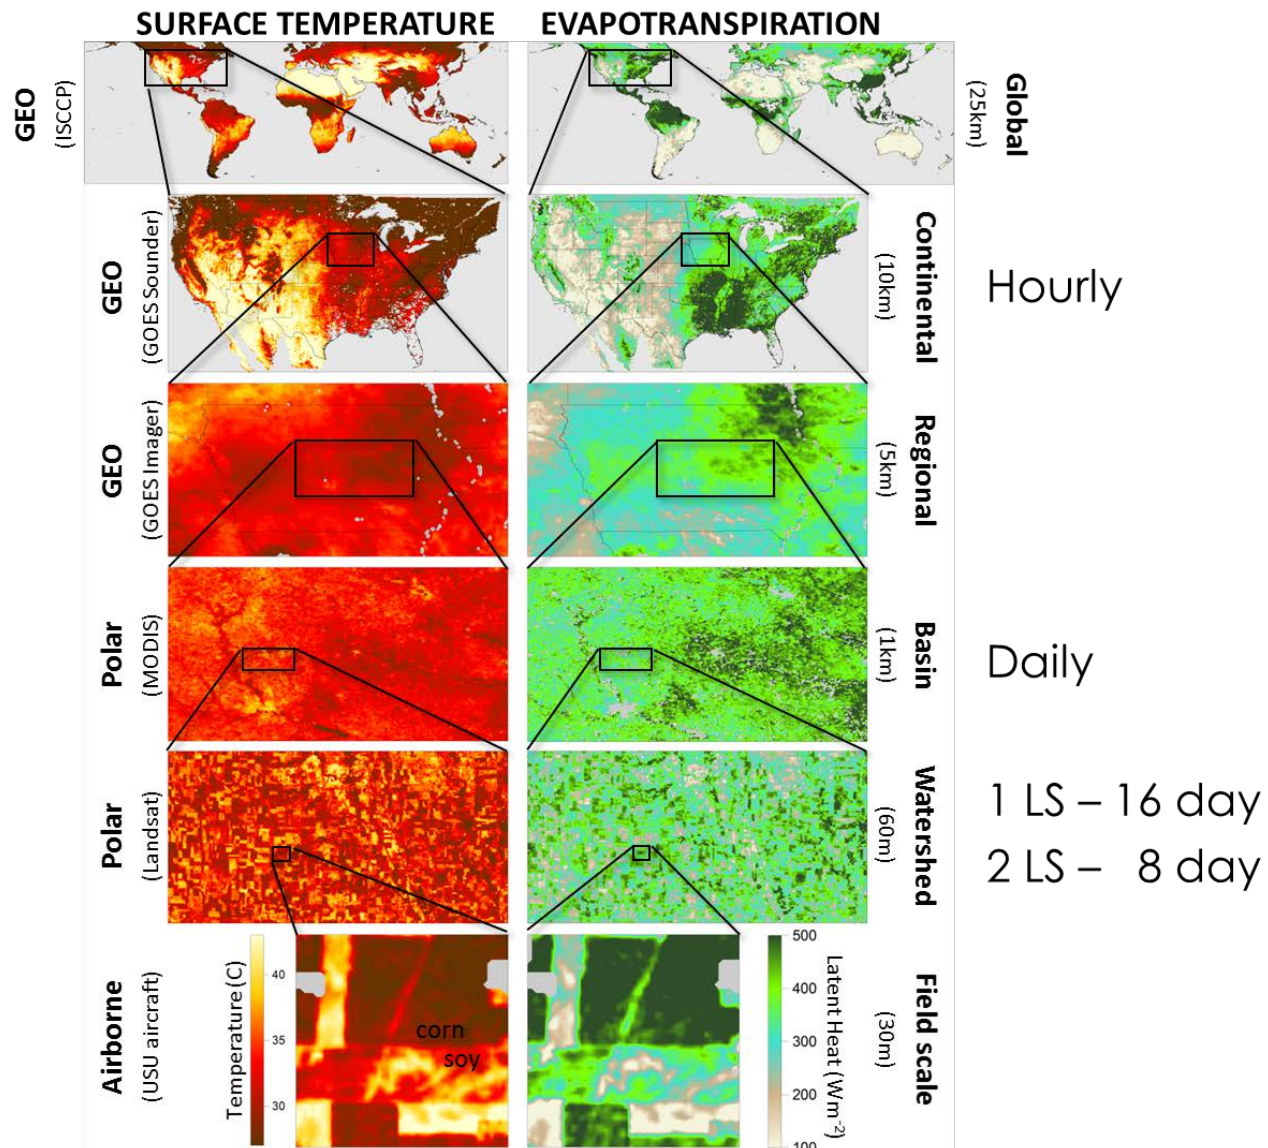 SURFACE TEMPERATURE
EVAPOTRANSPIRATION
GEO
(ISCCP)
Global
(25km)
GEO
(GOES Sounder)
Continental
(10km)
Hourly
GEO
(GOES Imager)
Regional
(5km)
Polar
(MODIS)
Basin
(1km)
Daily
Polar
(Landsat)
Watershed
(60m)
1 LS – 16 day
2 LS – 8 day
Airborne
(USU aircraft)
Temperature (C)
40
35
30
corn
soy
500
400
300
200
100
Latent Heat (W m-2)
Field scale
(30m)